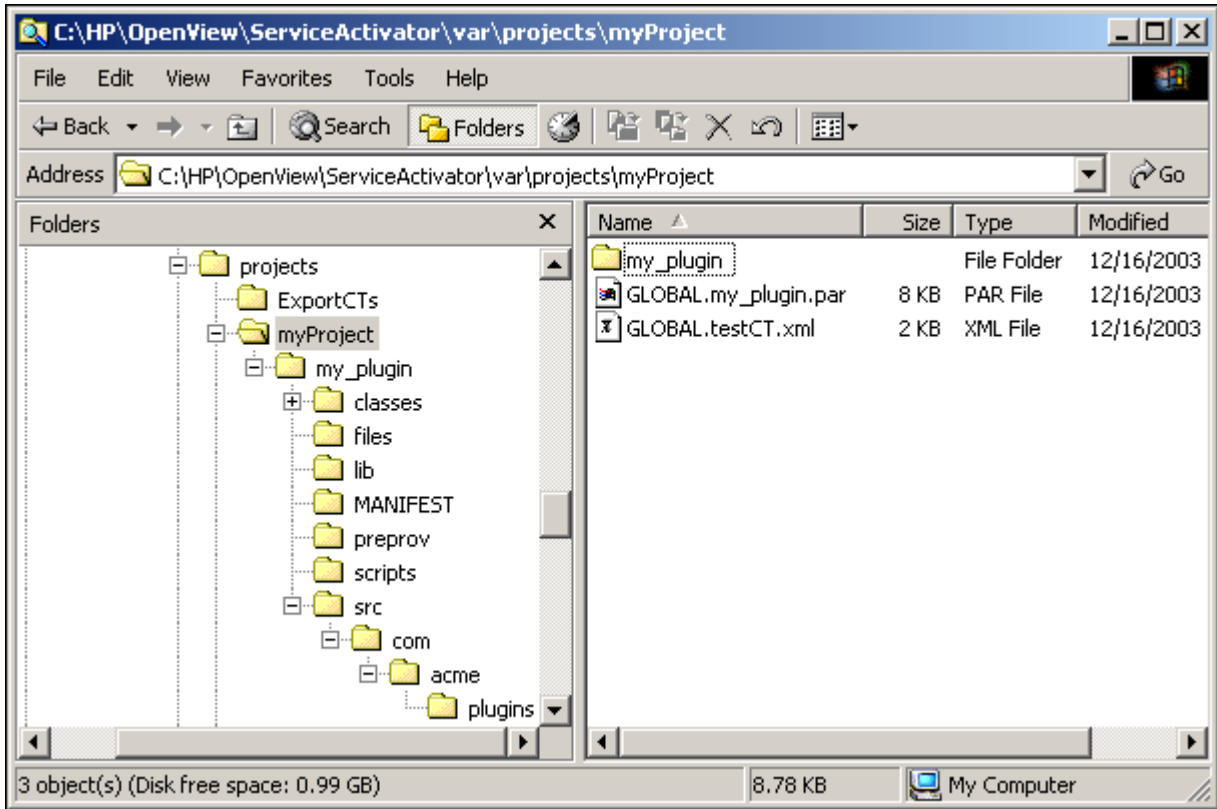 C:\HP\OpenView\ServiceActivator\var\projects\myProject
File Edit View Favorites Tools Help
Back Search Folders
Address C:\HP\OpenView\ServiceActivator\var\projects\myProject Go
Folders
projects
ExportCTs
myProject
my_plugin
classes
files
lib
MANIFEST
preprov
scripts
src
com
acme
plugins
Name Size Type Modified
my_plugin File Folder 12/16/2003
GLOBAL.my_plugin.par 8 KB PAR File 12/16/2003
GLOBAL.testCT.xml 2 KB XML File 12/16/2003
3 object(s) (Disk free space: 0.99 GB) 8.78 KB My Computer